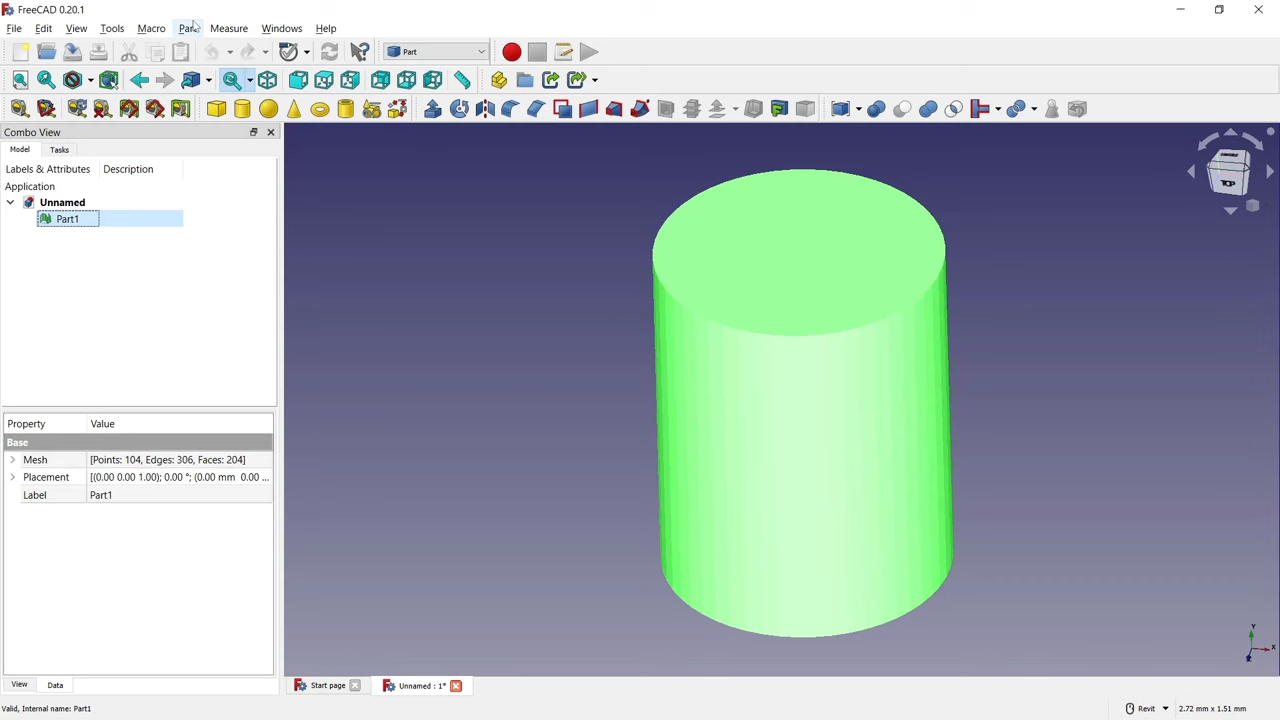 FreeCAD 0.20.1
File Edit View Tools Macro Part Measure Windows Help
Part
Combo View
Model Tasks
Labels & Attributes Description
Application
Unnamed
Part1
Property Value
Base
Mesh [Points: 104, Edges: 306, Faces: 204]
Placement [(0.00 0.00 1.00); 0.00 °; (0.00 mm 0.00 ...
Label Part1
View Data
Start page Unnamed : 1*
Y
X
Valid, Internal name: Part1
Revit 2.72 mm x 1.51 mm